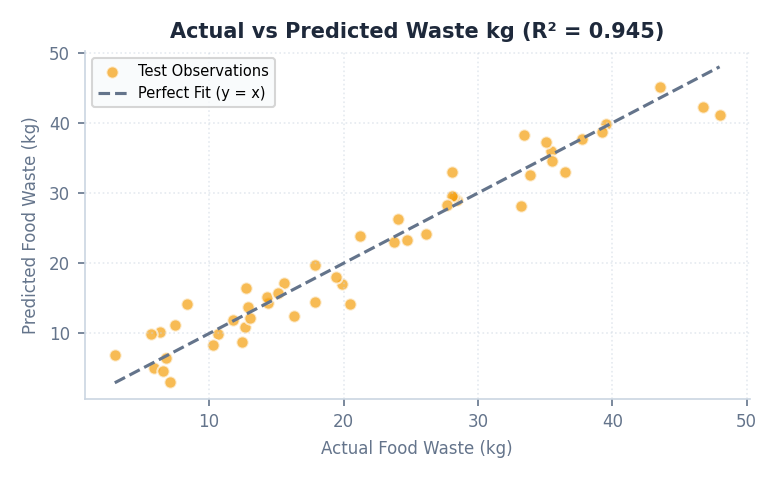 Actual vs Predicted Waste kg (R² = 0.945)
Test Observations
Perfect Fit (y = x)
Predicted Food Waste (kg)
50
40
30
20
10
10 20 30 40 50
Actual Food Waste (kg)